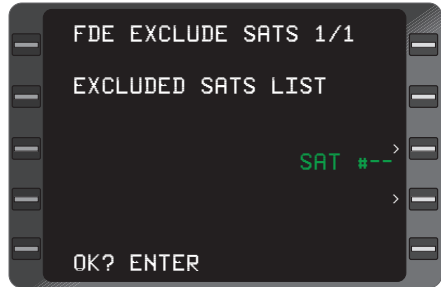 FDE EXCLUDE SATS 1/1
EXCLUDED SATS LIST
>
SAT #--
>
OK? ENTER